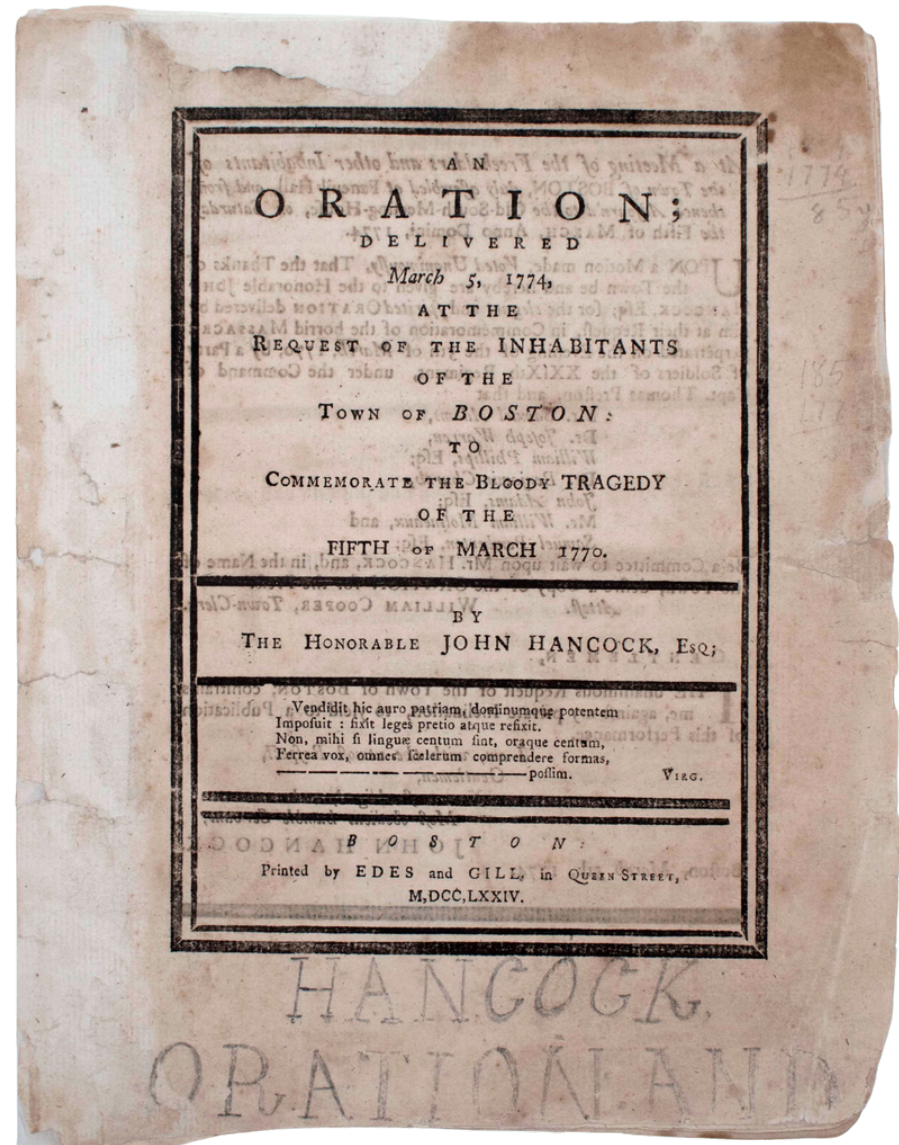 AN
ORATION;
DELIVERED
March 5, 1774,
AT THE
REQUEST OF THE INHABITANTS
OF THE
TOWN OF BOSTON:
TO
COMMEMORATE THE BLOODY TRAGEDY
OF THE
FIFTH OF MARCH 1770.
BY
THE HONORABLE JOHN HANCOCK, ESQ;
Vendidit hic auro patriam, dominumque potentem
Impoſuit : fixit leges pretio atque refixit.
Non, mihi ſi linguæ centum ſint, oraque centum,
Ferrea vox, omnes ſcelerum comprendere formas,
—————————poſſim. VIRG.
BOSTON:
Printed by EDES and GILL, in QUEEN STREET,
M,DCC,LXXIV.
HANCOCK
ORATION AND
1774